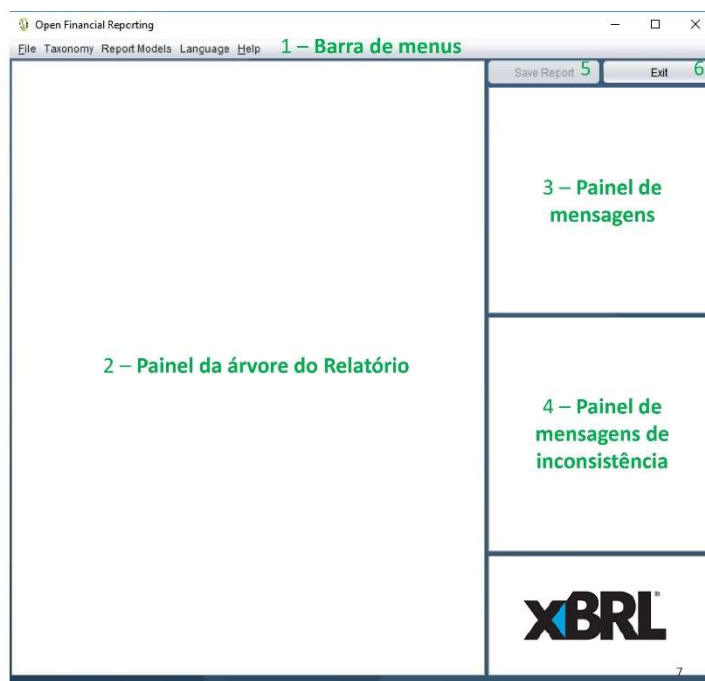 Open Financial Reporting
File Taxonomy Report Models Language Help 1 – Barra de menus
Save Report 5 Exit 6
3 – Painel de
mensagens
2 – Painel da árvore do Relatório
4 – Painel de
mensagens de
inconsistência
XBRL®
7